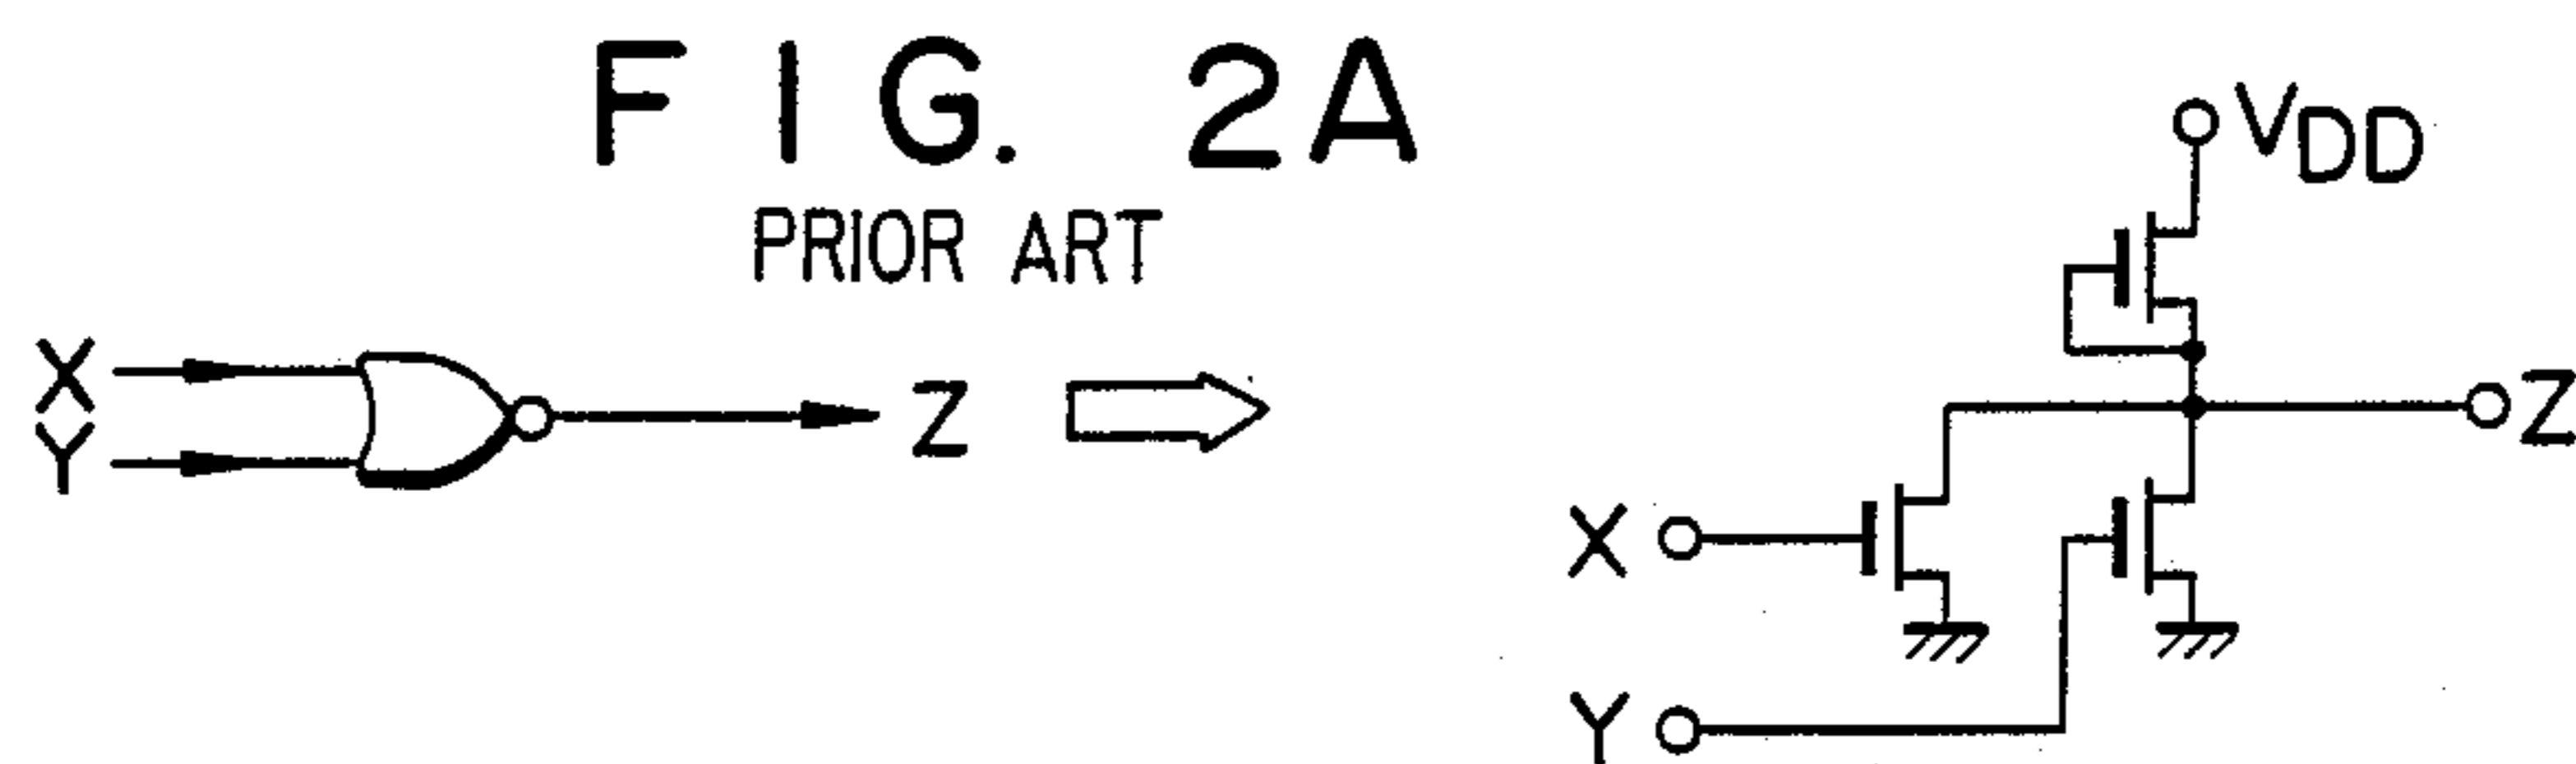 FIG. 2A
PRIOR ART
X
Y
Z
VDD
Z
X
Y